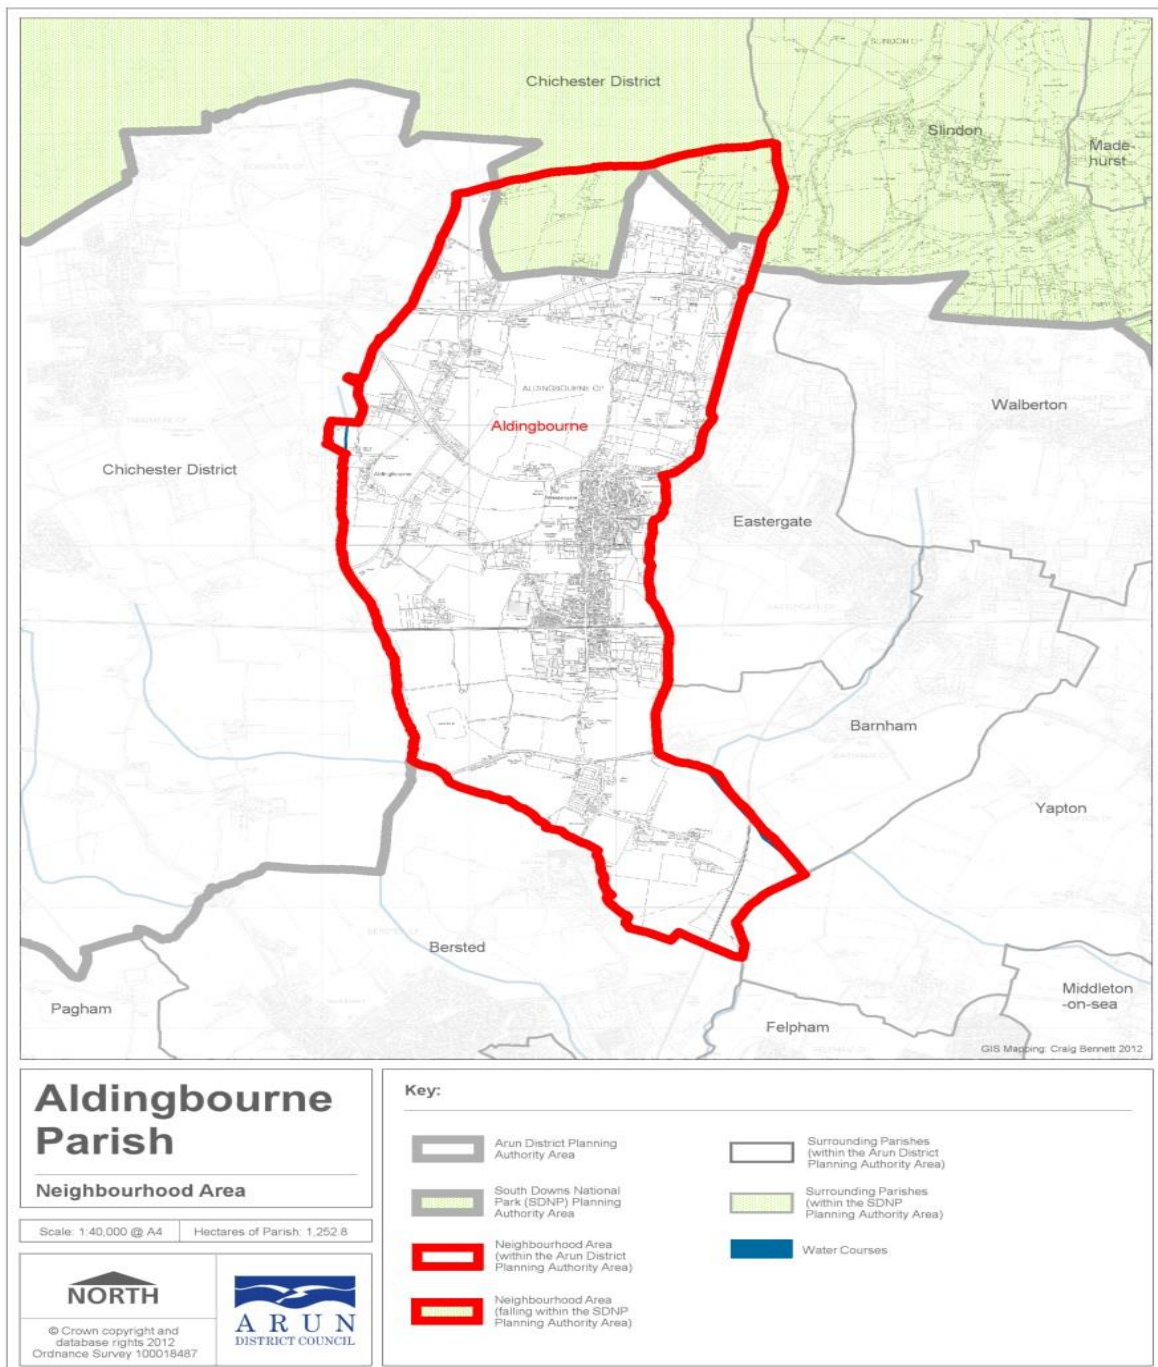 Chichester District
SLINDON CP
Slindon
Made-
hurst
ALDINGBOURNE CP
Aldingbourne
Walberton
Chichester District
Aldingbourne
Eastergate
Barnham
Yapton
Bersted
Middleton
-on-sea
Pagham
Felpham
GIS Mapping: Craig Bennett 2012
Aldingbourne
Parish
Neighbourhood Area
Scale: 1:40,000 @ A4
Hectares of Parish: 1,252.8
NORTH
© Crown copyright and
database rights 2012
Ordnance Survey 100018487
ARUN
DISTRICT COUNCIL
Key:
Arun District Planning
Authority Area
South Downs National
Park (SDNP) Planning
Authority Area
Neighbourhood Area
(within the Arun District
Planning Authority Area)
Neighbourhood Area
(falling within the SDNP
Planning Authority Area)
Surrounding Parishes
(within the Arun District
Planning Authority Area)
Surrounding Parishes
(within the SDNP
Planning Authority Area)
Water Courses